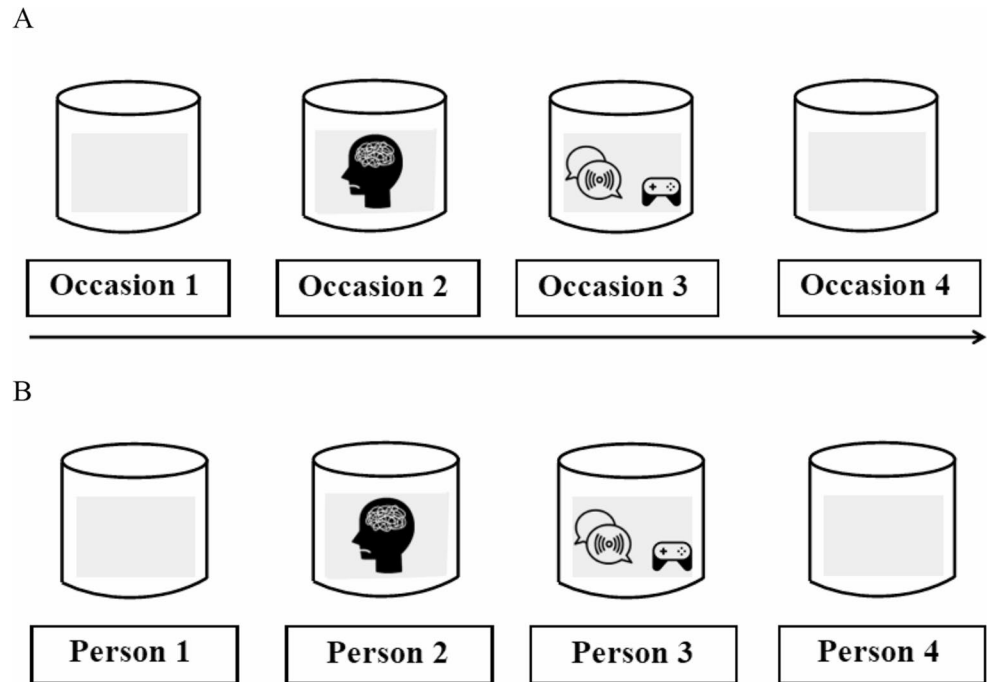 A
Occasion 1
Occasion 2
Occasion 3
Occasion 4
B
Person 1
Person 2
Person 3
Person 4